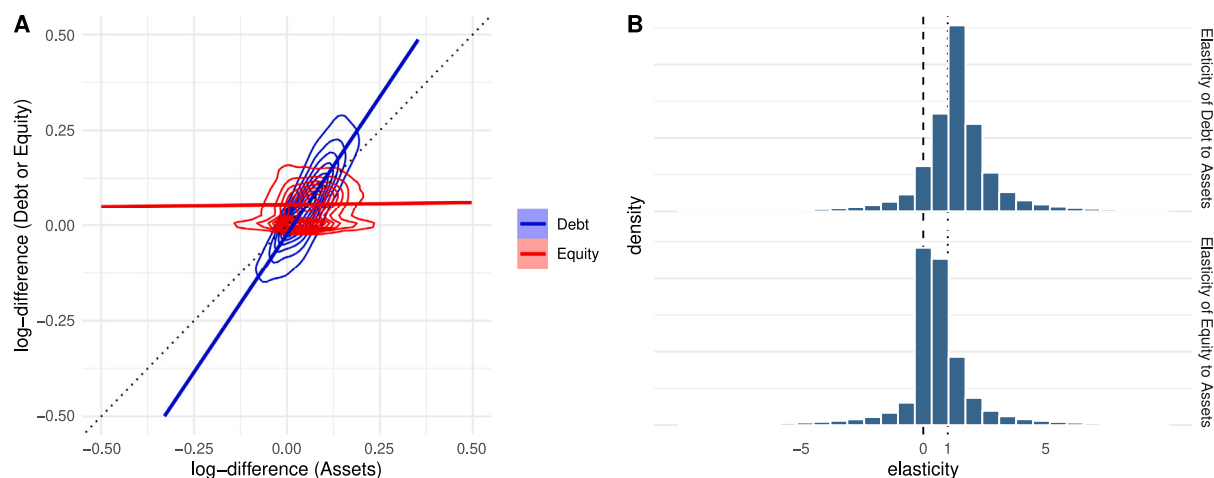 A
0.50
0.25
0.00
−0.25
−0.50
log−difference (Debt or Equity)
−0.50
−0.25
0.00
0.25
0.50
log−difference (Assets)
Debt
Equity
B
density
Elasticity of Debt to Assets
Elasticity of Equity to Assets
−5
0
1
5
elasticity